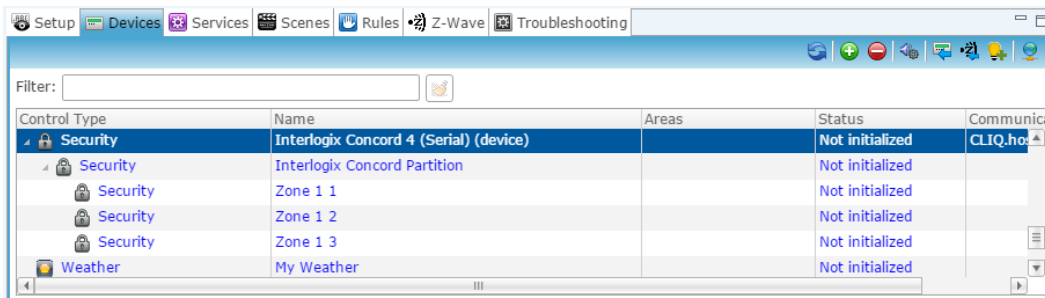 Setup Devices Services Scenes Rules Z-Wave Troubleshooting
Filter:
Control Type Name Areas Status Communica
Security Interlogix Concord 4 (Serial) (device) Not initialized CLIQ.hos
Security Interlogix Concord Partition Not initialized
Security Zone 1 1 Not initialized
Security Zone 1 2 Not initialized
Security Zone 1 3 Not initialized
Weather My Weather Not initialized